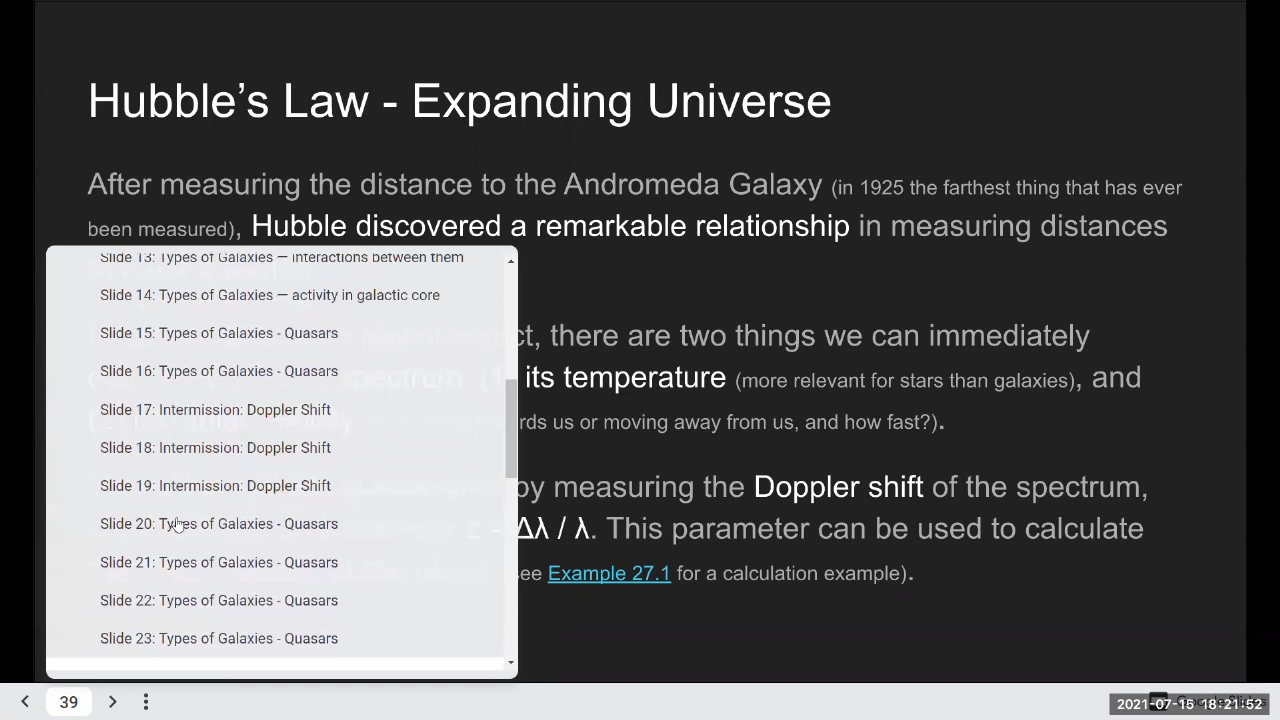 Hubble’s Law - Expanding Universe
After measuring the distance to the Andromeda Galaxy (in 1925 the farthest thing that has ever
been measured), Hubble discovered a remarkable relationship in measuring distances
Slide 13: Types of Galaxies — interactions between them
Slide 14: Types of Galaxies — activity in galactic core
Slide 15: Types of Galaxies - Quasars
ct, there are two things we can immediately
Slide 16: Types of Galaxies - Quasars
its temperature (more relevant for stars than galaxies), and
Slide 17: Intermission: Doppler Shift
rds us or moving away from us, and how fast?).
Slide 18: Intermission: Doppler Shift
Slide 19: Intermission: Doppler Shift
by measuring the Doppler shift of the spectrum,
Slide 20: Types of Galaxies - Quasars
Δλ / λ. This parameter can be used to calculate
Slide 21: Types of Galaxies - Quasars
see Example 27.1 for a calculation example).
Slide 22: Types of Galaxies - Quasars
Slide 23: Types of Galaxies - Quasars
39
2021-07-15 18:21:52